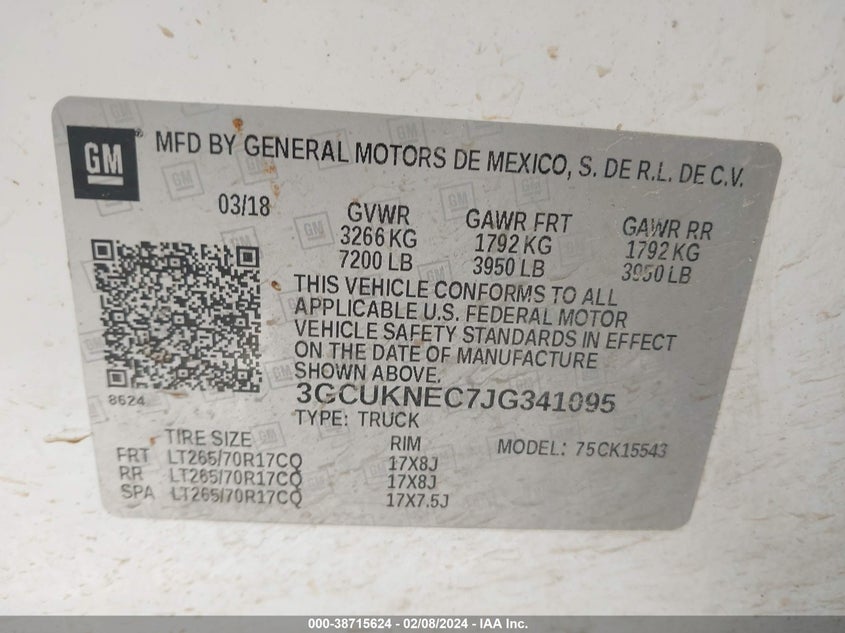 GM
MFD BY GENERAL MOTORS DE MEXICO, S. DE R.L. DE C.V.
03/18 GVWR GAWR FRT GAWR RR
3266 KG 1792 KG 1792 KG
7200 LB 3950 LB 3950 LB
THIS VEHICLE CONFORMS TO ALL
APPLICABLE U.S. FEDERAL MOTOR
VEHICLE SAFETY STANDARDS IN EFFECT
ON THE DATE OF MANUFACTURE
SHOWN ABOVE.
8624
3GCUKNEC7JG341095
TYPE: TRUCK
TIRE SIZE RIM MODEL: 75CK15543
FRT LT265/70R17CQ 17X8J
RR LT265/70R17CQ 17X8J
SPA LT265/70R17CQ 17X7.5J
000-38715624 - 02/08/2024 - IAA Inc.